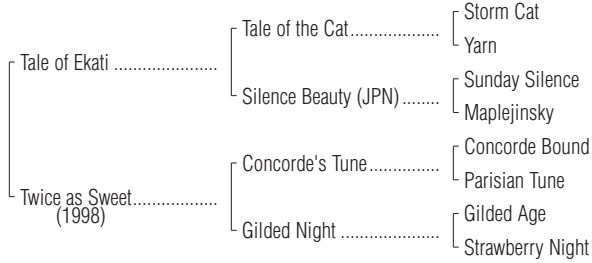 Storm Cat
Tale of the Cat...................
Yarn
Tale of Ekati ......................
Sunday Silence
Silence Beauty (JPN)........
Maplejinsky
Concorde Bound
Concorde's Tune...............
Parisian Tune
Twice as Sweet..................
(1998)
Gilded Age
Gilded Night .....................
Strawberry Night